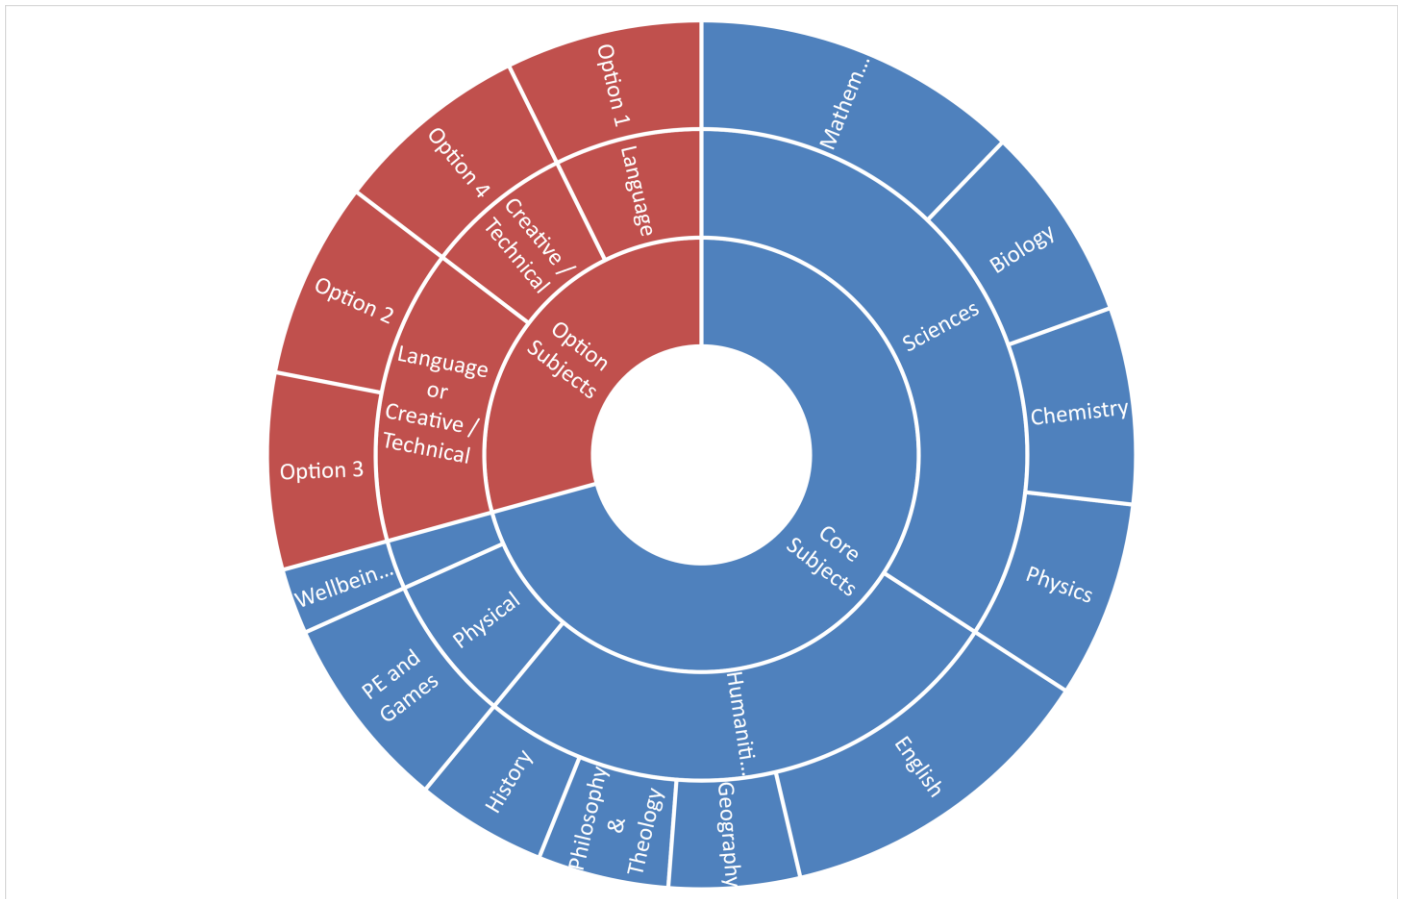 Option 1
Mathem...
Option 4
Language
Creative /
Technical
Biology
Option 2
Sciences
Option
Subjects
Language
or
Creative /
Technical
Chemistry
Option 3
Core
Subjects
Wellbein...
Physics
Physical
PE and
Games
Humaniti...
English
History
Philosophy
&
Theology
Geography